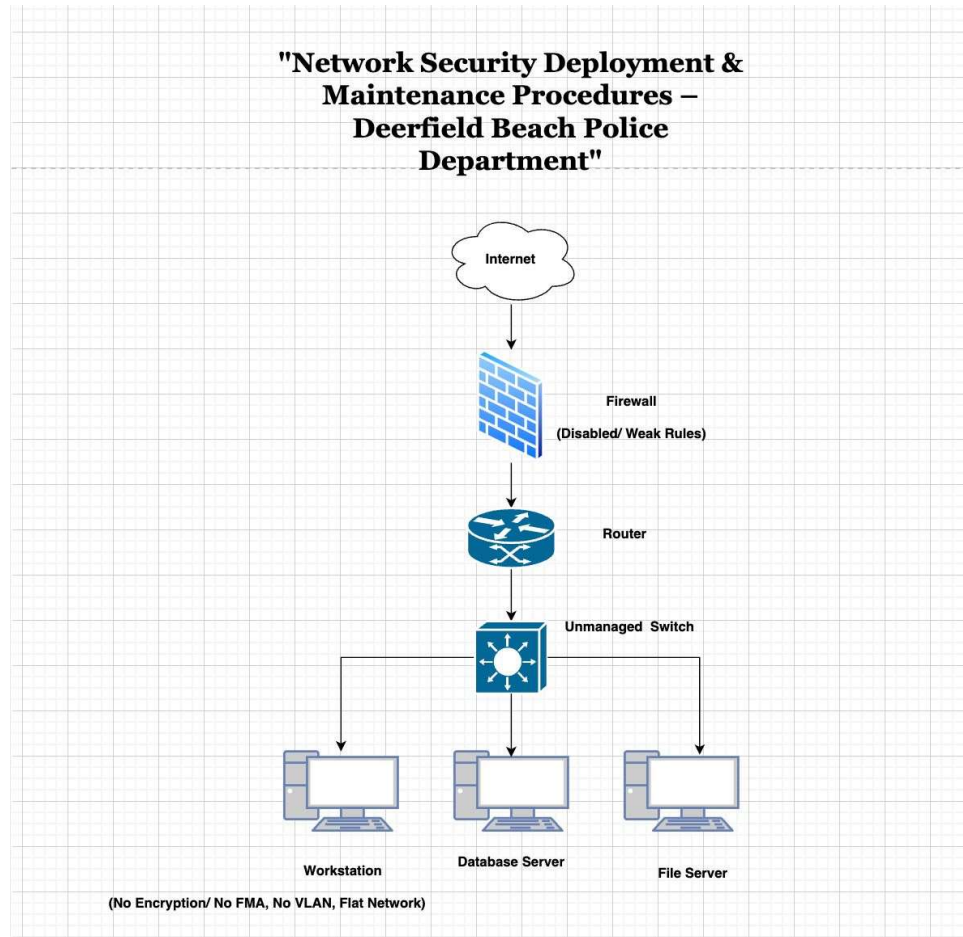 "Network Security Deployment &
Maintenance Procedures –
Deerfield Beach Police
Department"
Internet
Firewall
(Disabled/ Weak Rules)
Router
Unmanaged Switch
Workstation
Database Server
File Server
(No Encryption/ No FMA, No VLAN, Flat Network)